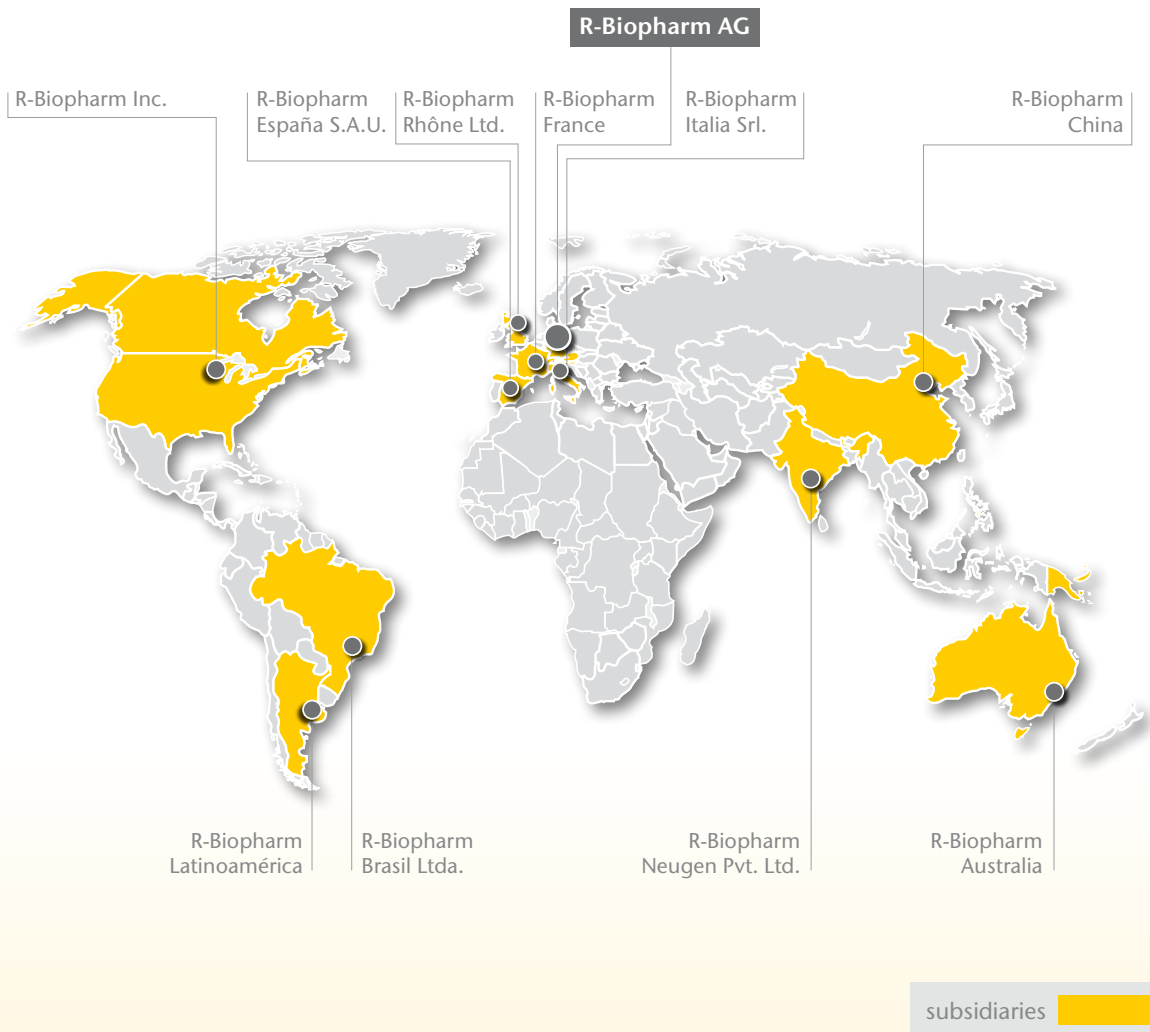 R-Biopharm AG
R-Biopharm Inc.
R-Biopharm
España S.A.U.
R-Biopharm
Rhône Ltd.
R-Biopharm
France
R-Biopharm
Italia Srl.
R-Biopharm
China
R-Biopharm
Latinoamérica
R-Biopharm
Brasil Ltda.
R-Biopharm
Neugen Pvt. Ltd.
R-Biopharm
Australia
subsidiaries